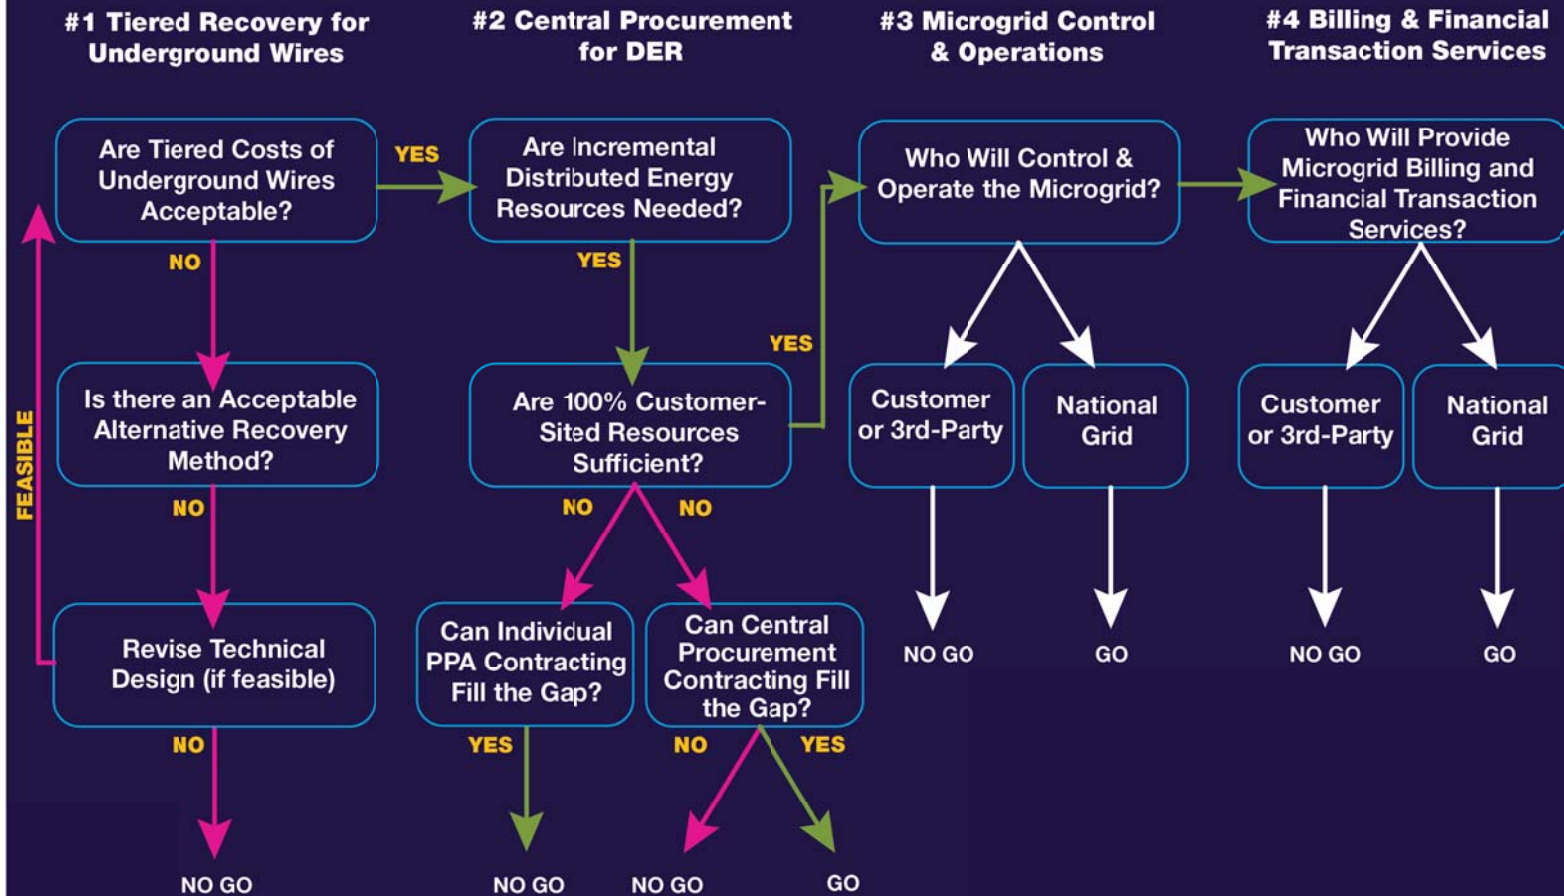 #1 Tiered Recovery for
Underground Wires
#2 Central Procurement
for DER
#3 Microgrid Control
& Operations
#4 Billing & Financial
Transaction Services
Are Tiered Costs of
Underground Wires
Acceptable?
YES
Are Incremental
Distributed Energy
Resources Needed?
Who Will Control &
Operate the Microgrid?
Who Will Provide
Microgrid Billing and
Financial Transaction
Services?
NO
YES
YES
FEASIBLE
Is there an Acceptable
Alternative Recovery
Method?
Are 100% Customer-
Sited Resources
Sufficient?
Customer
or 3rd-Party
National
Grid
Customer
or 3rd-Party
National
Grid
NO
NO
NO
Revise Technical
Design (if feasible)
Can Individual
PPA Contracting
Fill the Gap?
Can Central
Procurement
Contracting Fill
the Gap?
NO GO
GO
NO GO
GO
NO
YES
NO
YES
NO GO
NO GO
NO GO
GO